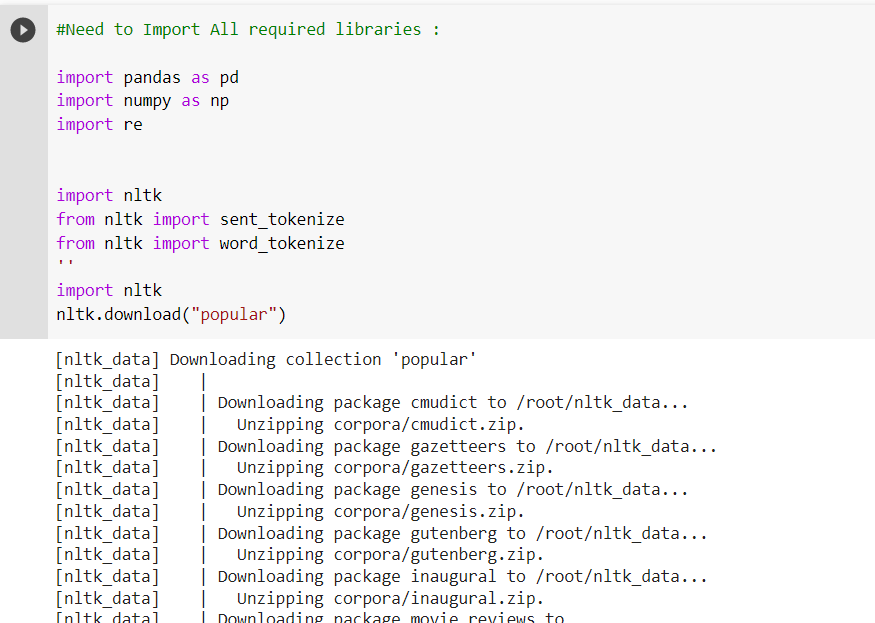 #Need to Import All required libraries :
import pandas as pd
import numpy as np
import re
import nltk
from nltk import sent_tokenize
from nltk import word_tokenize
''
import nltk
nltk.download("popular")
[nltk_data] Downloading collection 'popular'
[nltk_data]    |
[nltk_data]    | Downloading package cmudict to /root/nltk_data...
[nltk_data]    |   Unzipping corpora/cmudict.zip.
[nltk_data]    | Downloading package gazetteers to /root/nltk_data...
[nltk_data]    |   Unzipping corpora/gazetteers.zip.
[nltk_data]    | Downloading package genesis to /root/nltk_data...
[nltk_data]    |   Unzipping corpora/genesis.zip.
[nltk_data]    | Downloading package gutenberg to /root/nltk_data...
[nltk_data]    |   Unzipping corpora/gutenberg.zip.
[nltk_data]    | Downloading package inaugural to /root/nltk_data...
[nltk_data]    |   Unzipping corpora/inaugural.zip.
[nltk_data]    | Downloading package movie_reviews to